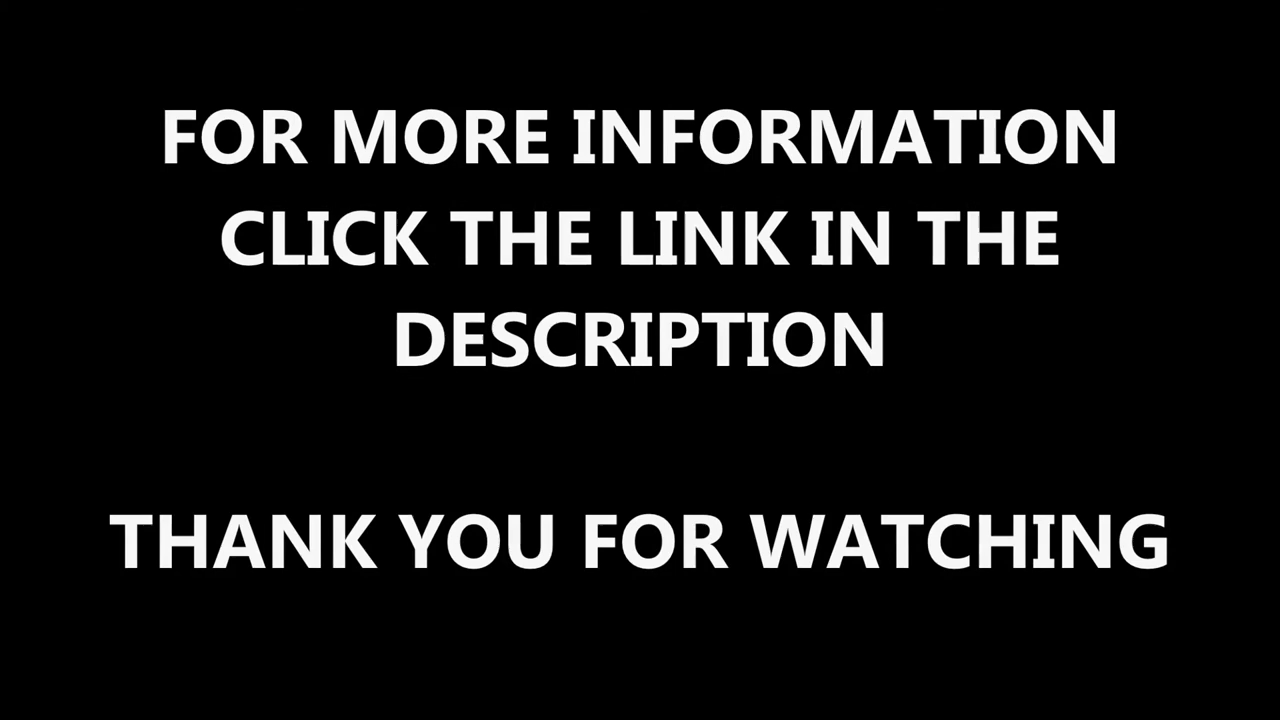 FOR MORE INFORMATION
CLICK THE LINK IN THE
DESCRIPTION
THANK YOU FOR WATCHING